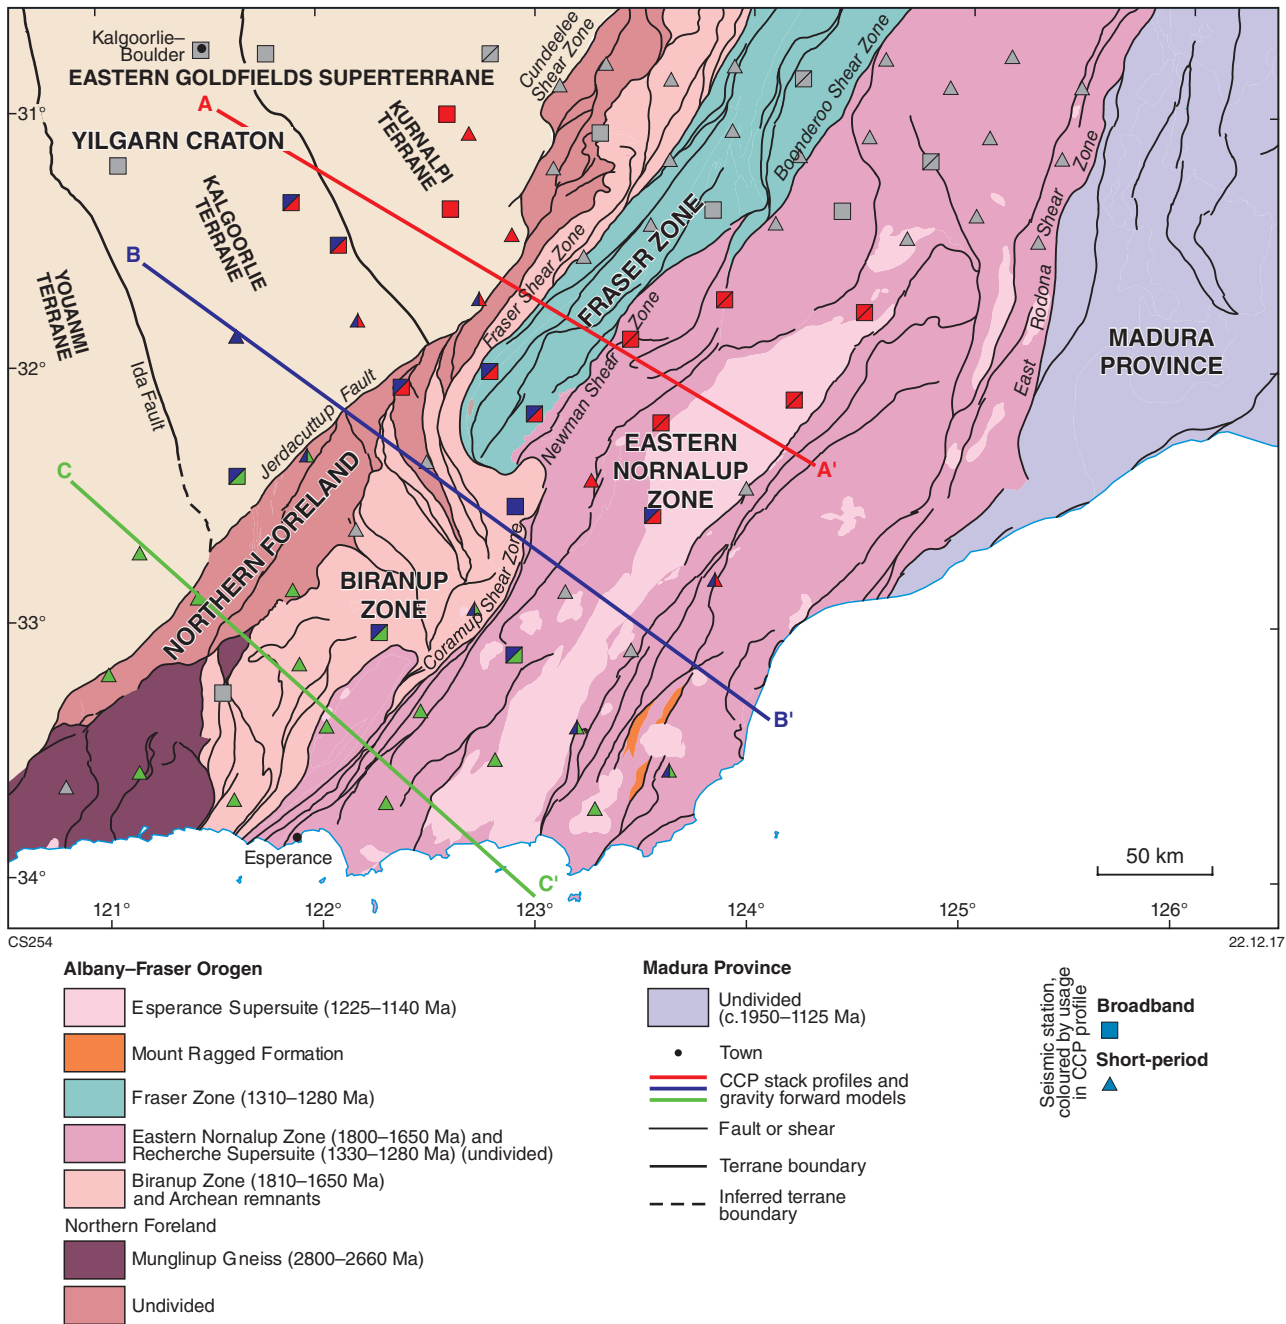 Kalgoorlie–
Boulder
EASTERN GOLDFIELDS SUPERTERRANE
Cundeelee
Shear Zone
Boonderoo Shear Zone
–31°
A
YILGARN CRATON
KURNALPI
TERRANE
KALGOORLIE
TERRANE
B
YOUANMI
TERRANE
Ida Fault
Fraser Shear Zone
FRASER ZONE
Newman Shear Zone
East Rodona Shear Zone
MADURA
PROVINCE
–32°
Jerdacuttup Fault
C
NORTHERN FORELAND
EASTERN
NORNALUP
ZONE
A'
BIRANUP
ZONE
Coramup Shear Zone
–33°
B'
Esperance
–34°
C'
50 km
121°
122°
123°
124°
125°
126°
CS254
22.12.17
Albany–Fraser Orogen
Esperance Supersuite (1225–1140 Ma)
Mount Ragged Formation
Fraser Zone (1310–1280 Ma)
Eastern Nornalup Zone (1800–1650 Ma) and
Recherche Supersuite (1330–1280 Ma) (undivided)
Biranup Zone (1810–1650 Ma)
and Archean remnants
Northern Foreland
Munglinup Gneiss (2800–2660 Ma)
Undivided
Madura Province
Undivided
(c.1950–1125 Ma)
Town
CCP stack profiles and
gravity forward models
Fault or shear
Terrane boundary
Inferred terrane
boundary
Seismic station,
coloured by usage
in CCP profile
Broadband
Short-period